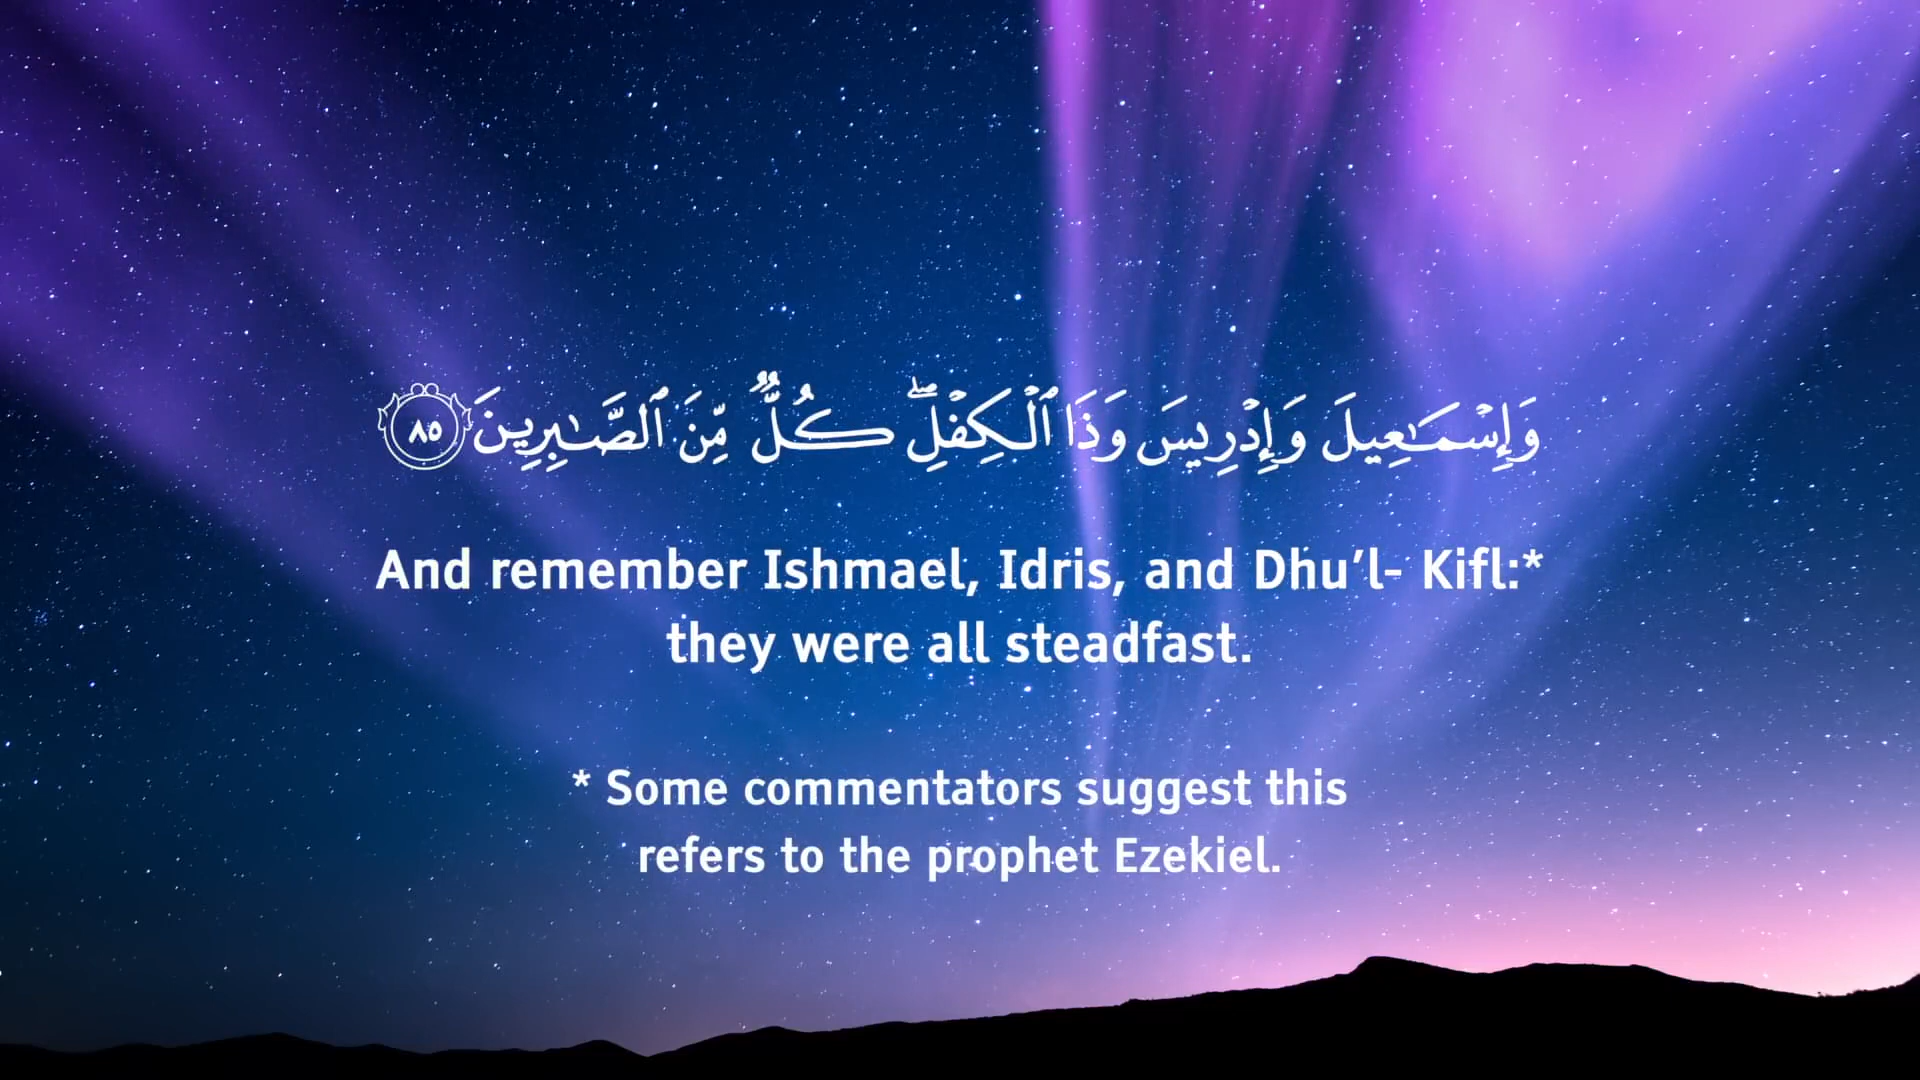 وَإِسْمَـٰعِيلَ وَإِدْرِيسَ وَذَا ٱلْكِفْلِ ۖ كُلٌّ مِّنَ ٱلصَّـٰبِرِينَ ٨٥
And remember Ishmael, Idris, and Dhu’l- Kifl:*
they were all steadfast.
* Some commentators suggest this
refers to the prophet Ezekiel.